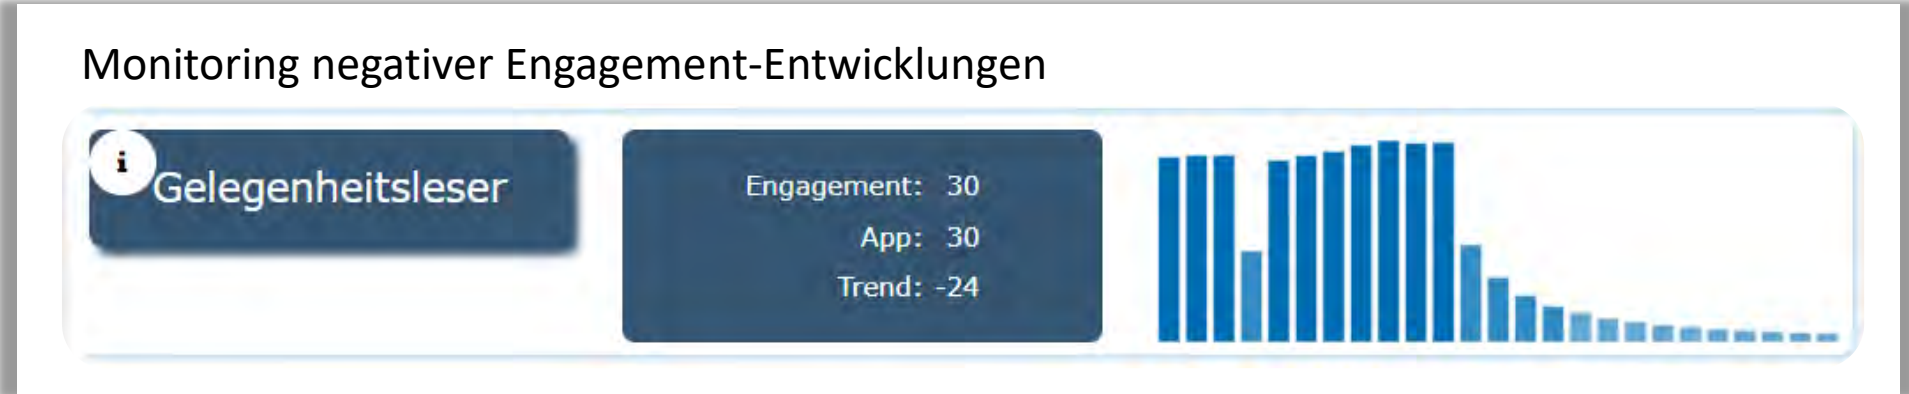 Monitoring negativer Engagement-Entwicklungen
i
Gelegenheitsleser
Engagement: 30
App: 30
Trend: -24